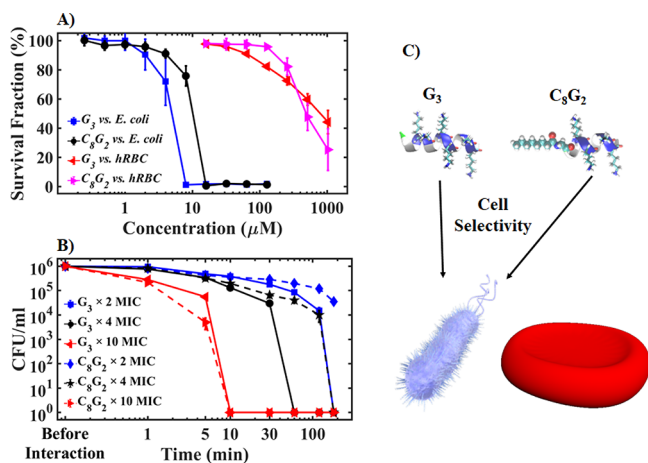 A)
Survival Fraction (%)
100
80
60
40
20
0
G3 vs. E. coli
C8G2 vs. E. coli
G3 vs. hRBC
C8G2 vs. hRBC
1
10
100
1000
Concentration (μM)
B)
CFU/ml
10^6
10^5
10^4
10^3
10^2
10^1
10^0
G3 × 2 MIC
G3 × 4 MIC
G3 × 10 MIC
C8G2 × 2 MIC
C8G2 × 4 MIC
C8G2 × 10 MIC
Before
Interaction
1
5
10
30
100
Time (min)
C)
G3
C8G2
Cell
Selectivity